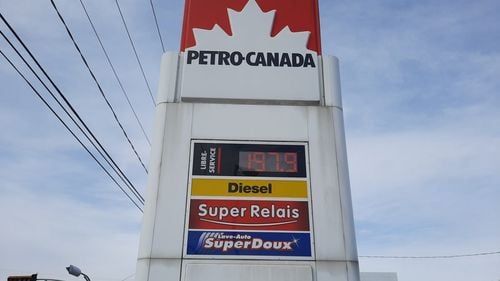 PETRO-CANADA
LIBRE-
SERVICE
197.9
Diesel
Super Relais
Lave-Auto
SuperDoux